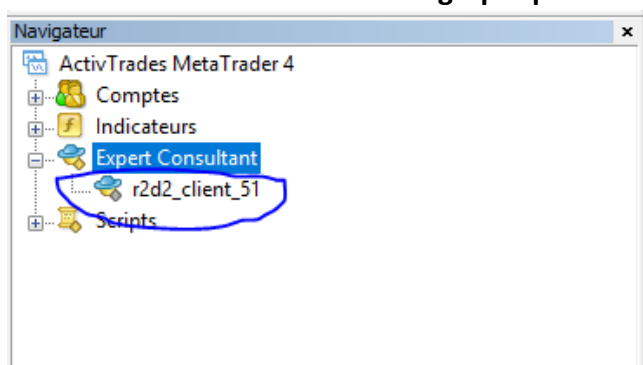 Navigateur
ActivTrades MetaTrader 4
Comptes
Indicateurs
Expert Consultant
r2d2_client_51
Scripts